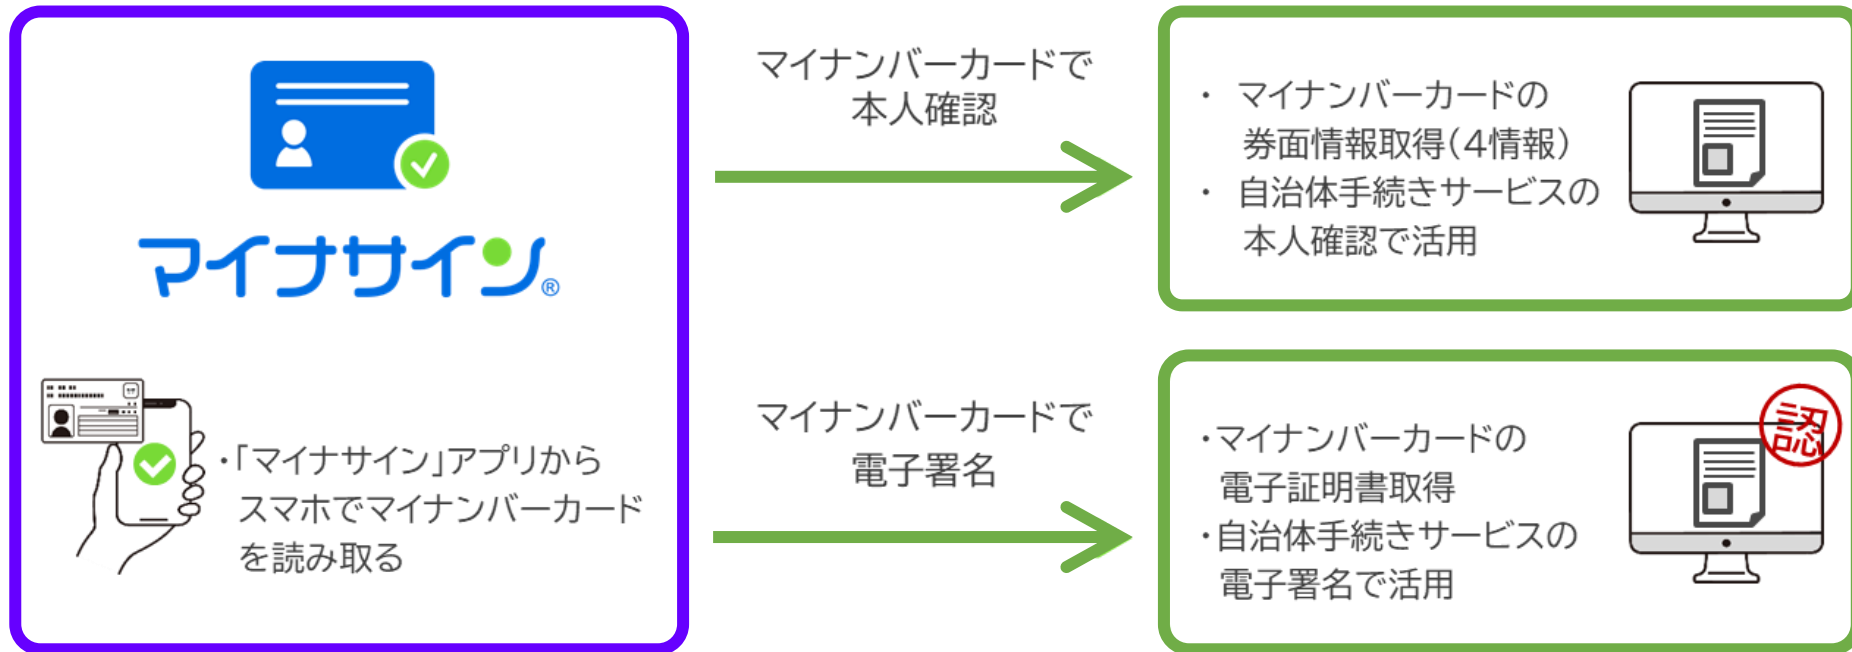 マイナサイン®
・「マイナサイン」アプリから
スマホでマイナンバーカード
を読み取る
マイナンバーカードで
本人確認
・ マイナンバーカードの
券面情報取得(4情報)
・ 自治体手続きサービスの
本人確認で活用
マイナンバーカードで
電子署名
・マイナンバーカードの
電子証明書取得
・自治体手続きサービスの
電子署名で活用
認